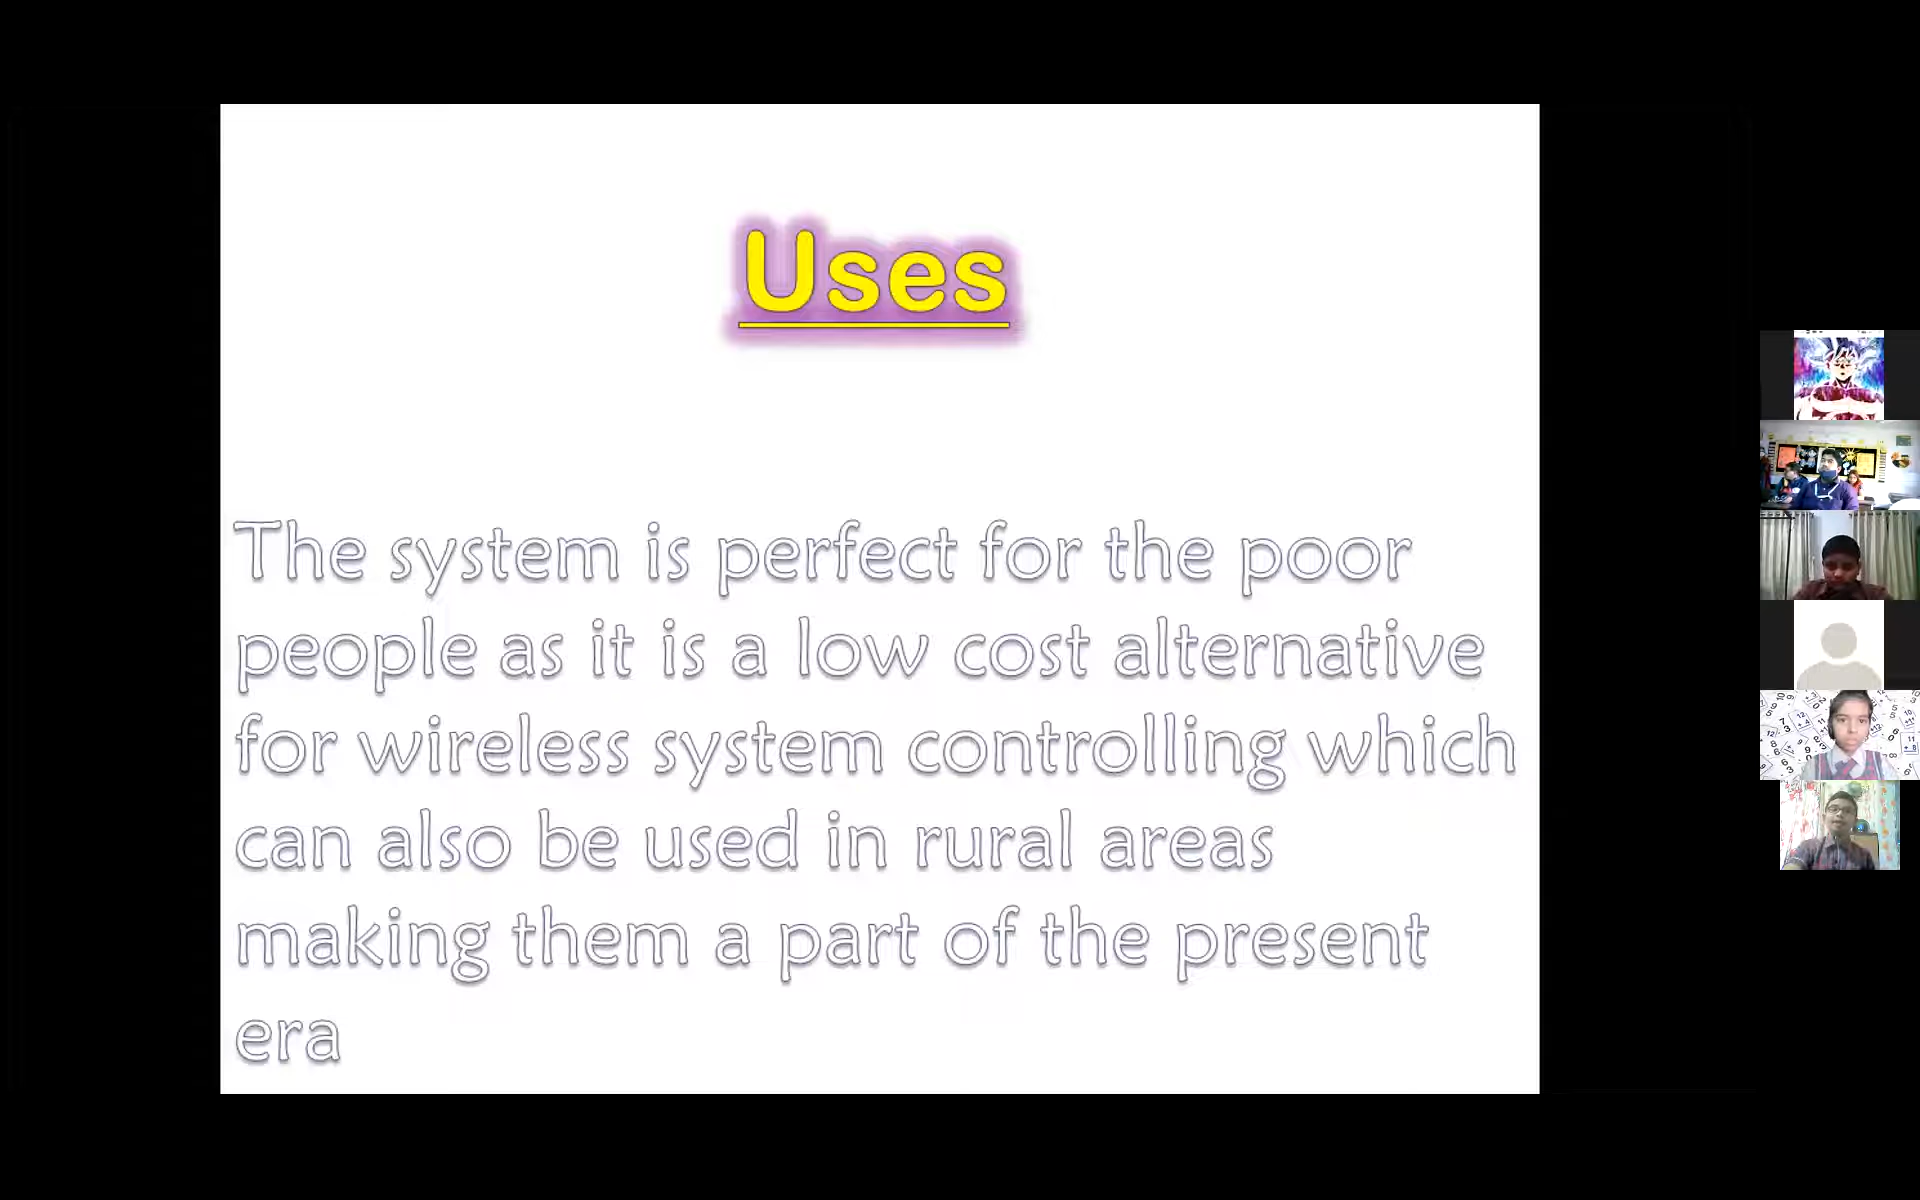 Uses
The system is perfect for the poor
people as it is a low cost alternative
for wireless system controlling which
can also be used in rural areas
making them a part of the present
era